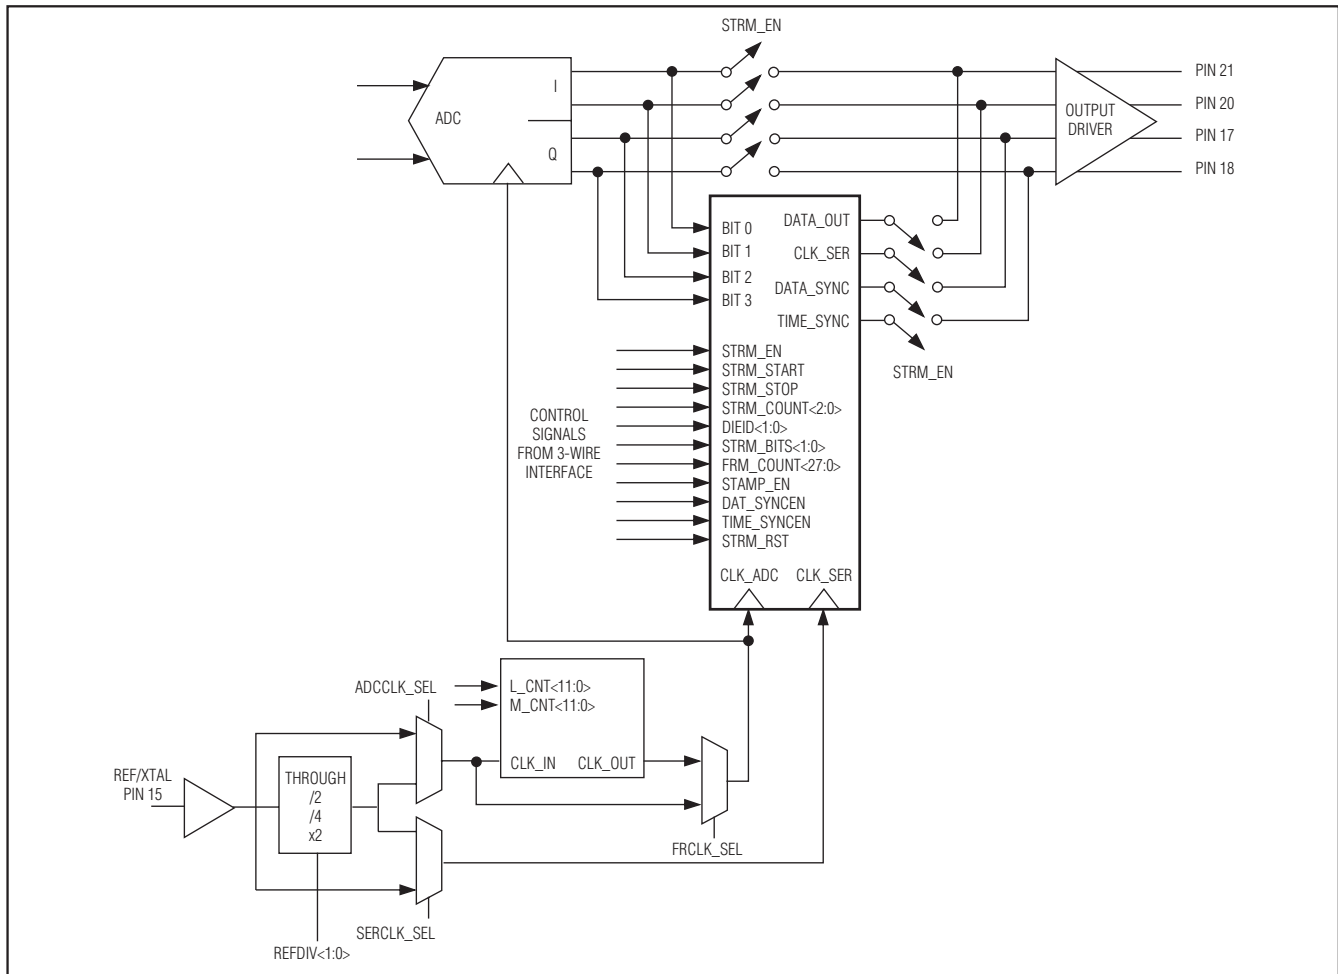 STRM_EN
I
ADC
Q
OUTPUT
DRIVER
PIN 21
PIN 20
PIN 17
PIN 18
BIT 0
BIT 1
BIT 2
BIT 3
DATA_OUT
CLK_SER
DATA_SYNC
TIME_SYNC
STRM_EN
CONTROL
SIGNALS
FROM 3-WIRE
INTERFACE
STRM_EN
STRM_START
STRM_STOP
STRM_COUNT<2:0>
DIEID<1:0>
STRM_BITS<1:0>
FRM_COUNT<27:0>
STAMP_EN
DAT_SYNCEN
TIME_SYNCEN
STRM_RST
CLK_ADC
CLK_SER
ADCCLK_SEL
L_CNT<11:0>
M_CNT<11:0>
CLK_IN
CLK_OUT
REF/XTAL
PIN 15
THROUGH
/2
/4
x2
FRCLK_SEL
SERCLK_SEL
REFDIV<1:0>